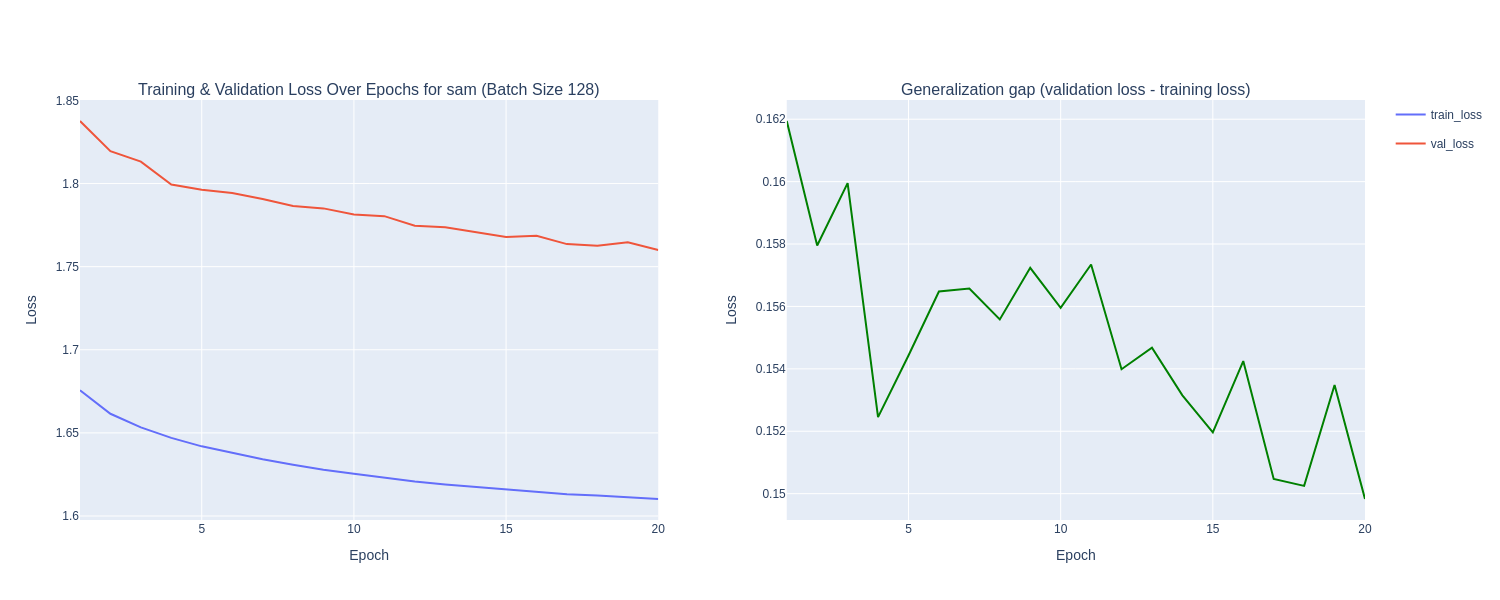 Training & Validation Loss Over Epochs for sam (Batch Size 128)
1.85
1.8
1.75
1.7
1.65
1.6
Loss
5
10
15
20
Epoch
Generalization gap (validation loss - training loss)
0.162
0.16
0.158
0.156
0.154
0.152
0.15
Loss
5
10
15
20
Epoch
train_loss
val_loss